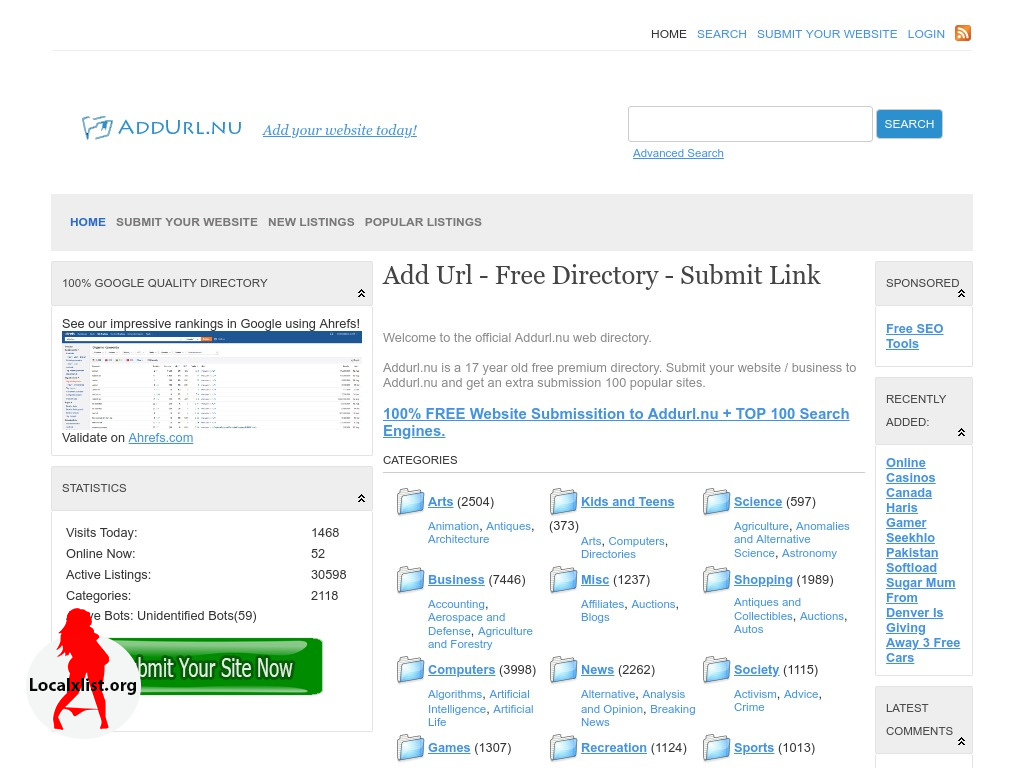 HOME SEARCH SUBMIT YOUR WEBSITE LOGIN
ADDURL.NU Add your website today!
SEARCH
Advanced Search
HOME SUBMIT YOUR WEBSITE NEW LISTINGS POPULAR LISTINGS
100% GOOGLE QUALITY DIRECTORY
See our impressive rankings in Google using Ahrefs!
Validate on Ahrefs.com
STATISTICS
Visits Today: 1468
Online Now: 52
Active Listings: 30598
Categories: 2118
ve Bots: Unidentified Bots(59)
bmit Your Site Now
Localxlist.org
Add Url - Free Directory - Submit Link
Welcome to the official Addurl.nu web directory.
Addurl.nu is a 17 year old free premium directory. Submit your website / business to
Addurl.nu and get an extra submission 100 popular sites.
100% FREE Website Submissition to Addurl.nu + TOP 100 Search
Engines.
CATEGORIES
Arts (2504)
Animation, Antiques,
Architecture
Kids and Teens
(373)
Arts, Computers,
Directories
Science (597)
Agriculture, Anomalies
and Alternative
Science, Astronomy
Business (7446)
Accounting,
Aerospace and
Defense, Agriculture
and Forestry
Misc (1237)
Affiliates, Auctions,
Blogs
Shopping (1989)
Antiques and
Collectibles, Auctions,
Autos
Computers (3998)
Algorithms, Artificial
Intelligence, Artificial
Life
News (2262)
Alternative, Analysis
and Opinion, Breaking
News
Society (1115)
Activism, Advice,
Crime
Games (1307)
Recreation (1124)
Sports (1013)
SPONSORED
Free SEO
Tools
RECENTLY
ADDED:
Online
Casinos
Canada
Haris
Gamer
Seekhlo
Pakistan
Softload
Sugar Mum
From
Denver Is
Giving
Away 3 Free
Cars
LATEST
COMMENTS